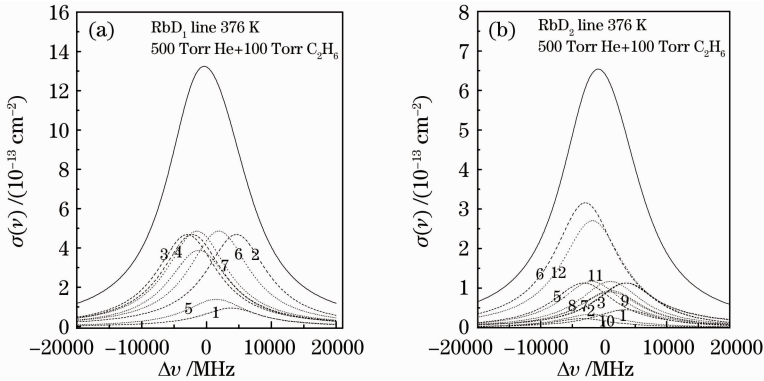 (a)
RbD₁ line 376 K
500 Torr He+100 Torr C₂H₆
σ(ν) /(10⁻¹³ cm⁻²)
16
14
12
10
8
6
4
2
0
3 4 7 6 2
5 1
−20000 −10000 0 10000 20000
Δν /MHz
(b)
RbD₂ line 376 K
500 Torr He+100 Torr C₂H₆
σ(ν) /(10⁻¹³ cm⁻²)
8
7
6
5
4
3
2
1
0
6 12 11
5 8 7 2 3 9
10 1
−20000 −10000 0 10000 20000
Δν /MHz